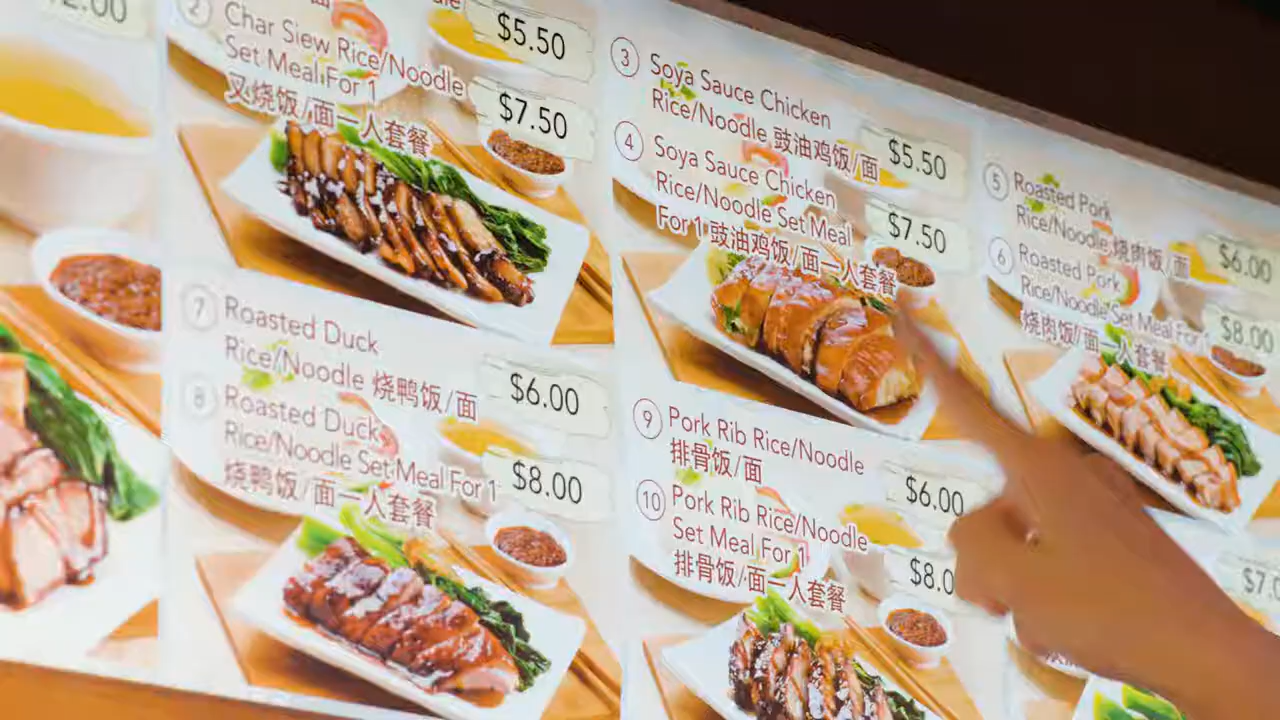 2.00
面
$5.50
2
Char Siew Rice/Noodle
Set Meal For 1
叉烧饭/面一人套餐
$7.50
3
Soya Sauce Chicken
Rice/Noodle 豉油鸡饭/面
$5.50
4
Soya Sauce Chicken
Rice/Noodle Set Meal
For 1 豉油鸡饭/面一人套餐
$7.50
5
Roasted Pork
Rice/Noodle 烧肉饭/面
$6.00
6
Roasted Pork
Rice/Noodle Set Meal For 1
烧肉饭/面一人套餐
$8.00
7
Roasted Duck
Rice/Noodle 烧鸭饭/面
$6.00
8
Roasted Duck
Rice/Noodle Set Meal For 1
烧鸭饭/面一人套餐
$8.00
9
Pork Rib Rice/Noodle
排骨饭/面
$6.00
10
Pork Rib Rice/Noodle
Set Meal For 1
排骨饭/面一人套餐
$8.0
$7.0